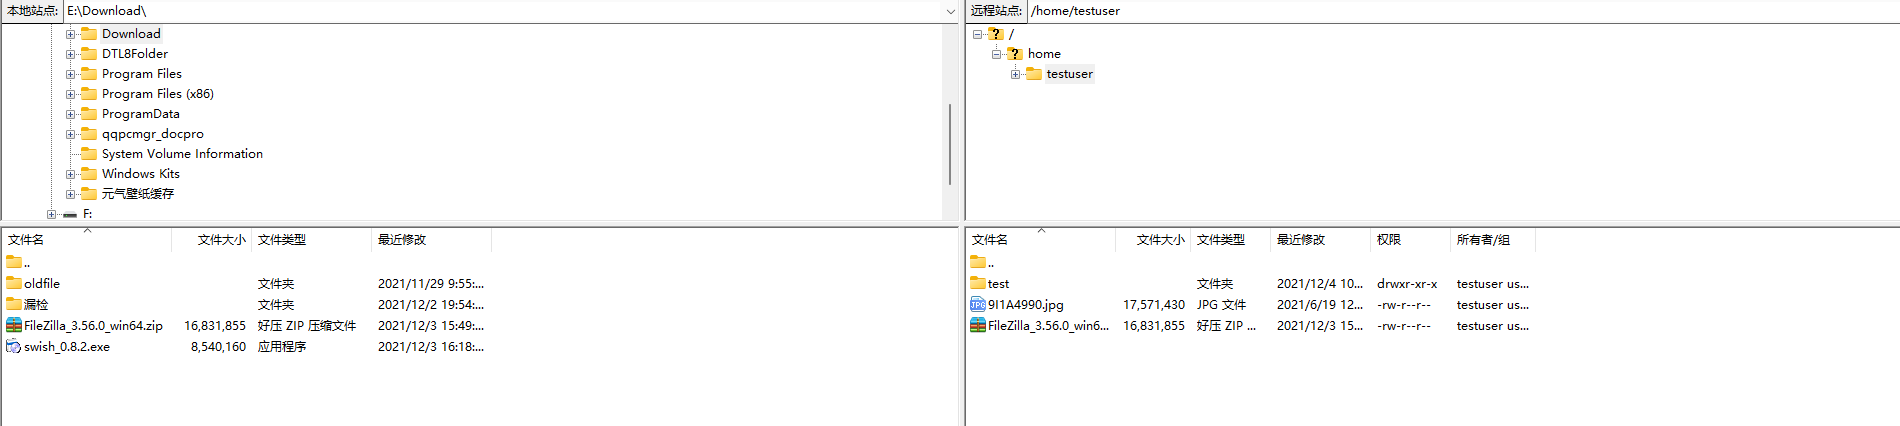 本地站点: E:\Download\
Download
DTL8Folder
Program Files
Program Files (x86)
ProgramData
qqpcmgr_docpro
System Volume Information
Windows Kits
元气壁纸缓存
F:
文件名 文件大小 文件类型 最近修改
..
oldfile 文件夹 2021/11/29 9:55:...
漏检 文件夹 2021/12/2 19:54:...
FileZilla_3.56.0_win64.zip 16,831,855 好压 ZIP 压缩文件 2021/12/3 15:49:...
swish_0.8.2.exe 8,540,160 应用程序 2021/12/3 16:18:...
远程站点: /home/testuser
/
home
testuser
文件名 文件大小 文件类型 最近修改 权限 所有者/组
..
test 文件夹 2021/12/4 10... drwxr-xr-x testuser us...
9I1A4990.jpg 17,571,430 JPG 文件 2021/6/19 12... -rw-r--r-- testuser us...
FileZilla_3.56.0_win6... 16,831,855 好压 ZIP ... 2021/12/3 15... -rw-r--r-- testuser us...